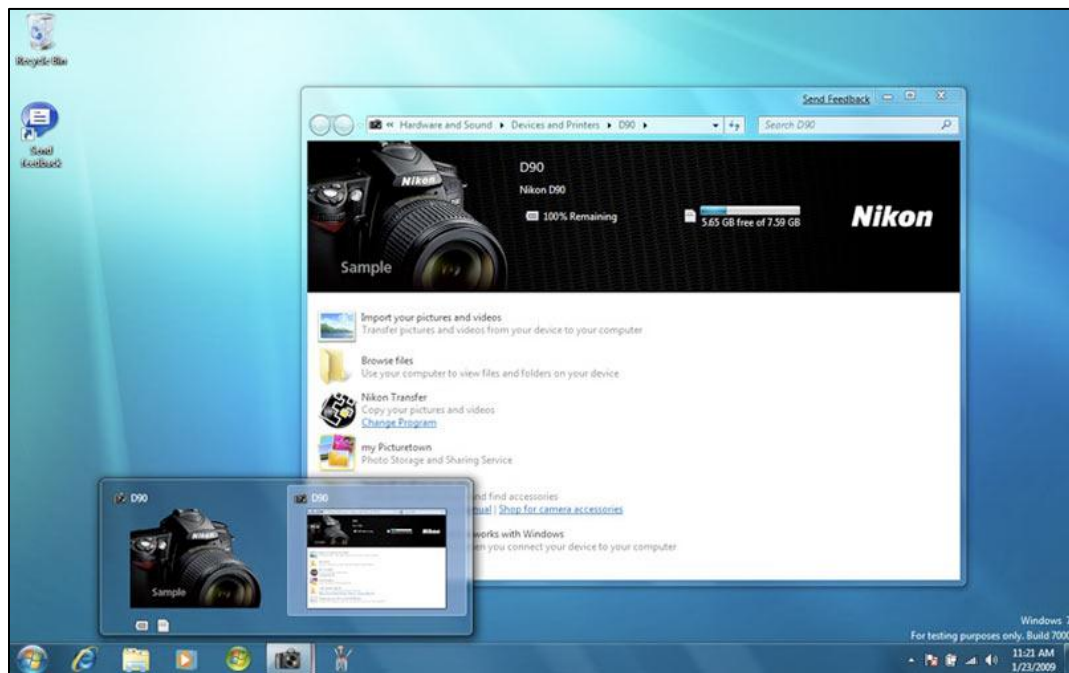 Recycle Bin
Send
Feedback
Send Feedback
« Hardware and Sound ▸ Devices and Printers ▸ D90 ▸
Search D90
Nikon
Sample
D90
Nikon D90
100% Remaining
5.65 GB free of 7.59 GB
Nikon
Import your pictures and videos
Transfer pictures and videos from your device to your computer
Browse files
Use your computer to view files and folders on your device
Nikon Transfer
Copy your pictures and videos
Change Program
my Picturetown
Photo Storage and Sharing Service
and find accessories
ual | Shop for camera accessories
works with Windows
en you connect your device to your computer
D90
Nikon
Sample
D90
Nikon
Windows 7
For testing purposes only. Build 7000
11:21 AM
1/23/2009